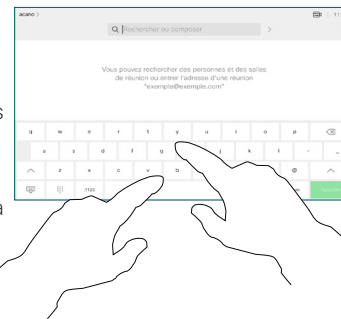 acano >
Rechercher ou composer >
Vous pouvez rechercher des personnes et des salles
de réunion ou entrer l'adresse d'une réunion
"exemple@exemple.com"
q w e r t y u i o p
a s d f g j k l - _
z x c v b @
.
s
a